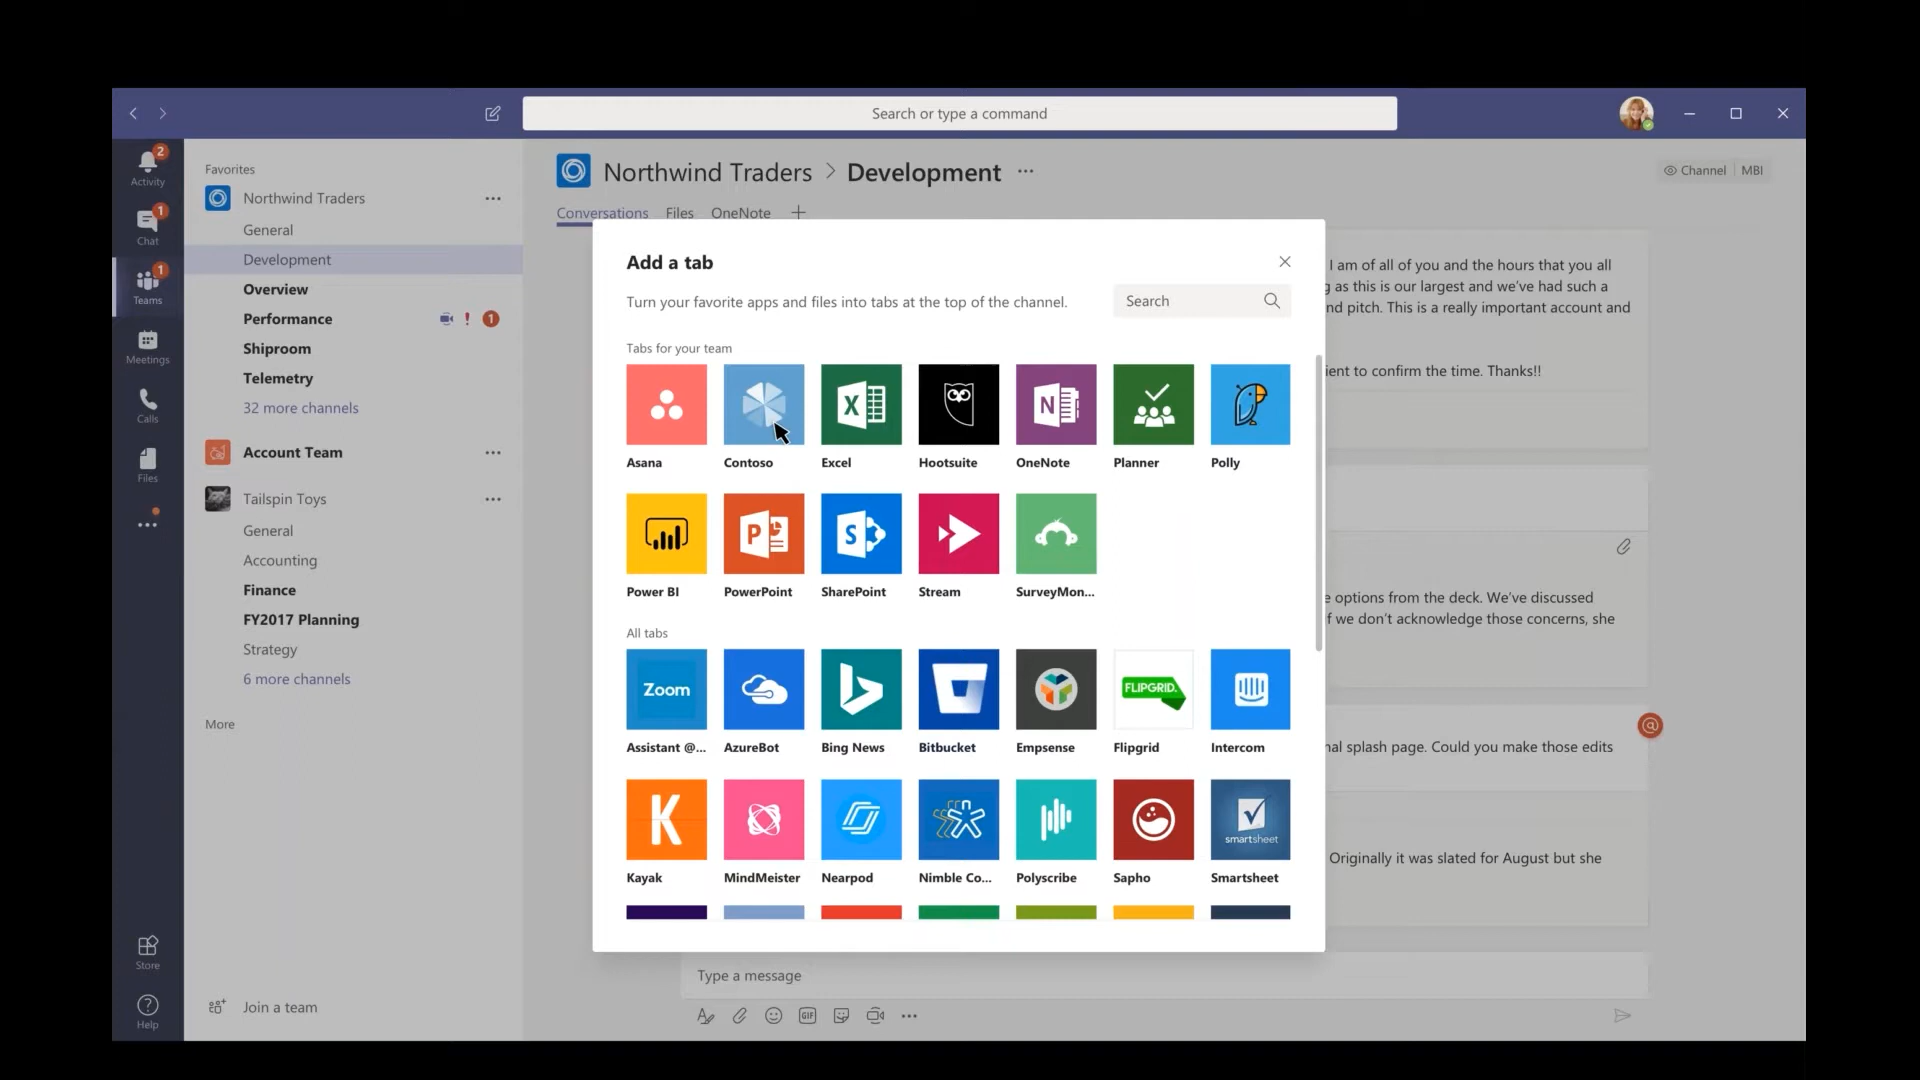 Search or type a command
2
Activity
1
Chat
1
Teams
Meetings
Calls
Files
Store
Help
Favorites
Northwind Traders
General
Development
Overview
Performance
1
Shiproom
Telemetry
32 more channels
Account Team
Tailspin Toys
General
Accounting
Finance
FY2017 Planning
Strategy
6 more channels
More
Join a team
Northwind Traders > Development
Channel
MBI
Conversations
Files
OneNote
Add a tab
Turn your favorite apps and files into tabs at the top of the channel.
Search
Tabs for your team
X
N
Asana
Contoso
Excel
Hootsuite
OneNote
Planner
Polly
P
S
Power BI
PowerPoint
SharePoint
Stream
SurveyMon...
All tabs
Zoom
FLIPGRID.
Assistant @...
AzureBot
Bing News
Bitbucket
Empsense
Flipgrid
Intercom
K
smartsheet
Kayak
MindMeister
Nearpod
Nimble Co...
Polyscribe
Sapho
Smartsheet
I am of all of you and the hours that you all
as this is our largest and we've had such a
pitch. This is a really important account and
to confirm the time. Thanks!!
options from the deck. We've discussed
if we don't acknowledge those concerns, she
splash page. Could you make those edits
@
Originally it was slated for August but she
Type a message
GIF